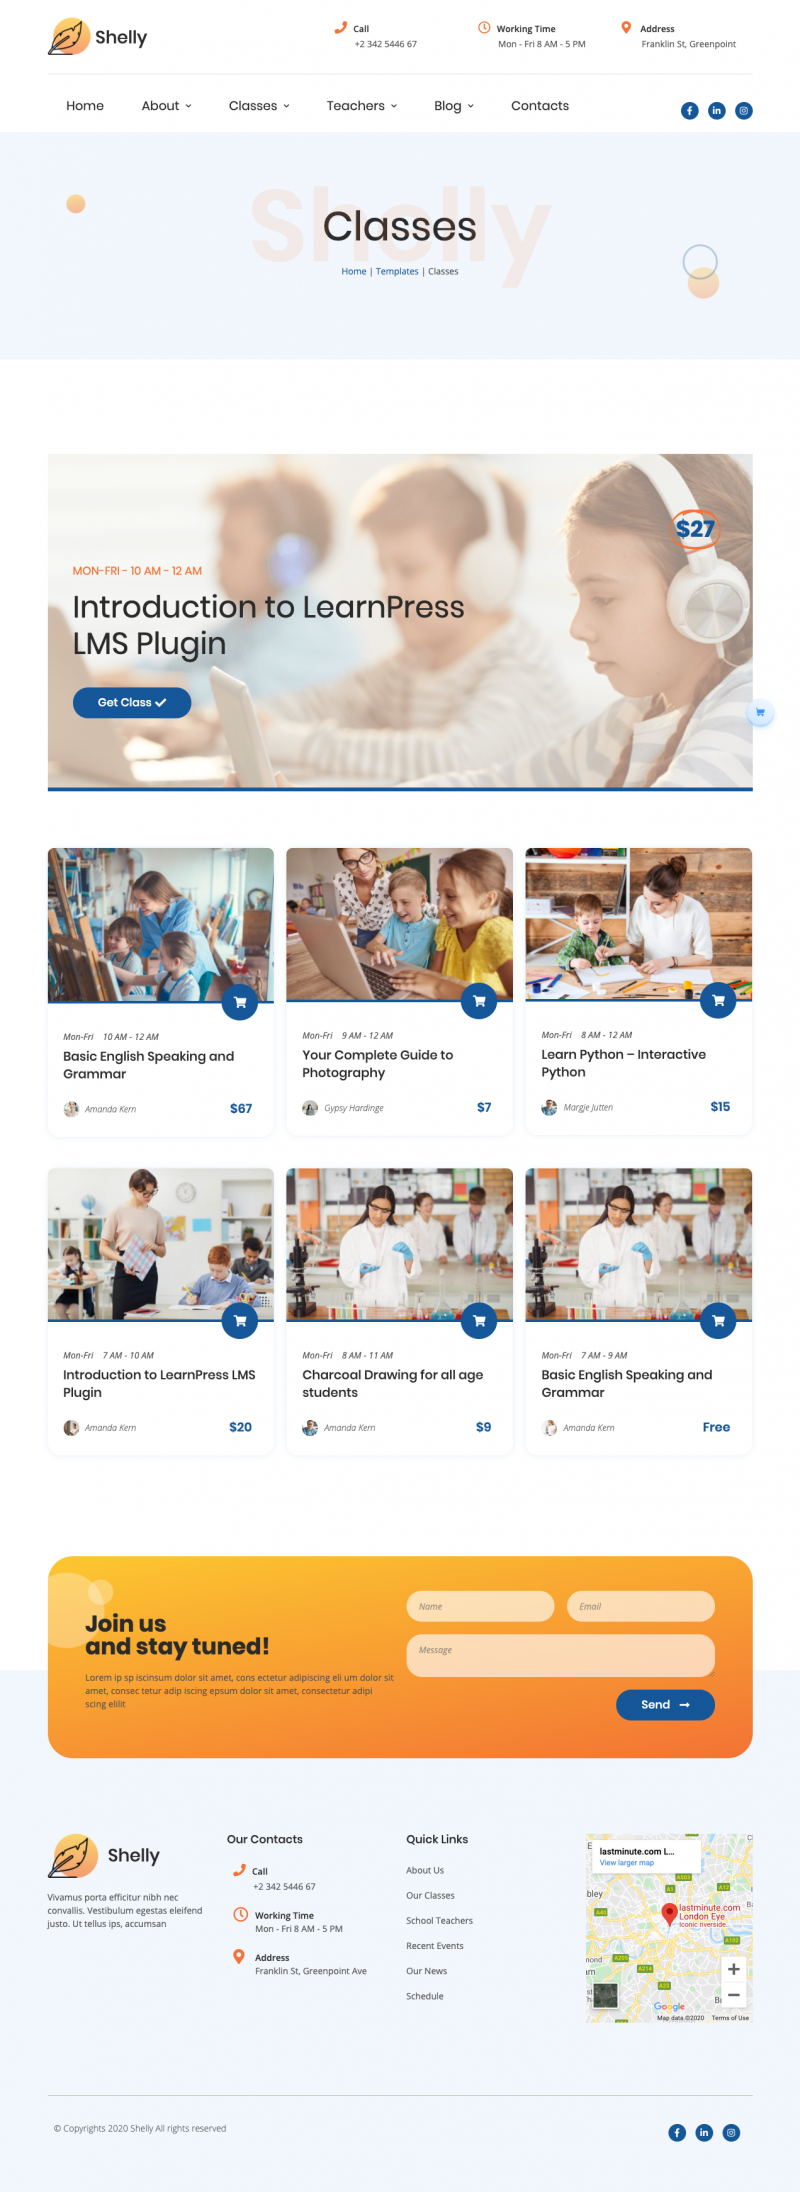 Shelly
Call
+2 342 5446 67
Working Time
Mon - Fri 8 AM - 5 PM
Address
Franklin St, Greenpoint
Home
About
Classes
Teachers
Blog
Contacts
Shelly
Classes
Home | Templates | Classes
$27
MON-FRI - 10 AM - 12 AM
Introduction to LearnPress
LMS Plugin
Get Class
Mon-Fri 10 AM - 12 AM
Basic English Speaking and
Grammar
Amanda Kern
$67
Mon-Fri 9 AM - 12 AM
Your Complete Guide to
Photography
Gypsy Hardinge
$7
Mon-Fri 8 AM - 12 AM
Learn Python – Interactive
Python
Margje Jutten
$15
Mon-Fri 7 AM - 10 AM
Introduction to LearnPress LMS
Plugin
Amanda Kern
$20
Mon-Fri 8 AM - 11 AM
Charcoal Drawing for all age
students
Amanda Kern
$9
Mon-Fri 7 AM - 9 AM
Basic English Speaking and
Grammar
Amanda Kern
Free
Join us
and stay tuned!
Lorem ip sp iscinsum dolor sit amet, cons ectetur adipiscing eli um dolor sit
amet, consec tetur adip iscing epsum dolor sit amet, consectetur adipi
scing elilit
Name
Email
Message
Send
Shelly
Vivamus porta efficitur nibh nec
convallis. Vestibulum egestas eleifend
justo. Ut tellus ips, accumsan
Our Contacts
Call
+2 342 5446 67
Working Time
Mon - Fri 8 AM - 5 PM
Address
Franklin St, Greenpoint Ave
Quick Links
About Us
Our Classes
School Teachers
Recent Events
Our News
Schedule
lastminute.com L...
View larger map
A503
A12
A5
A40
lastminute.com
London Eye
Iconic riverside.
A102
A205
A214
A23
Google
Map data ©2020
Terms of Use
© Copyrights 2020 Shelly All rights reserved